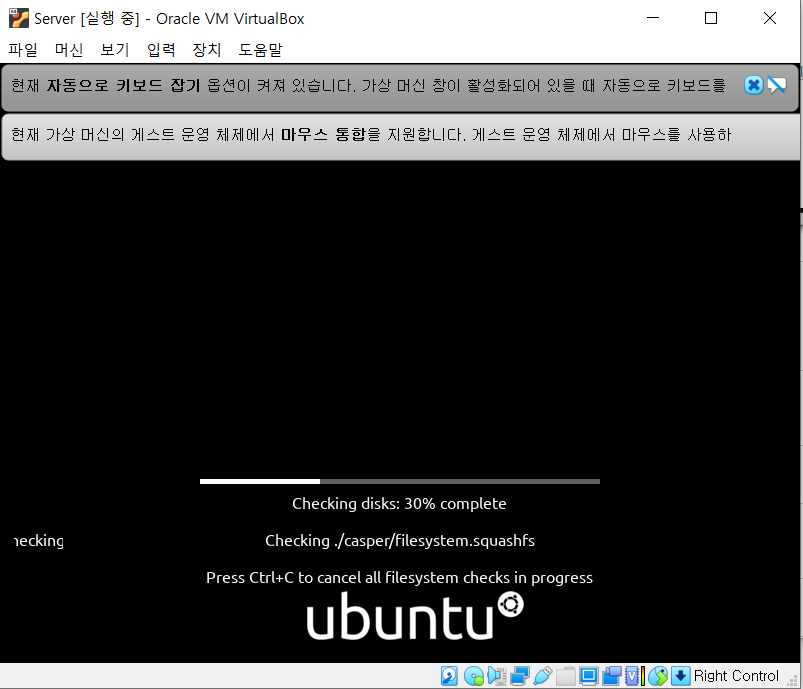 Server [실행 중] - Oracle VM VirtualBox
파일 머신 보기 입력 장치 도움말
현재 자동으로 키보드 잡기 옵션이 켜져 있습니다. 가상 머신 창이 활성화되어 있을 때 자동으로 키보드를
현재 가상 머신의 게스트 운영 체제에서 마우스 통합을 지원합니다. 게스트 운영 체제에서 마우스를 사용하
Checking disks: 30% complete
hecking
Checking ./casper/filesystem.squashfs
Press Ctrl+C to cancel all filesystem checks in progress
ubuntu
Right Control